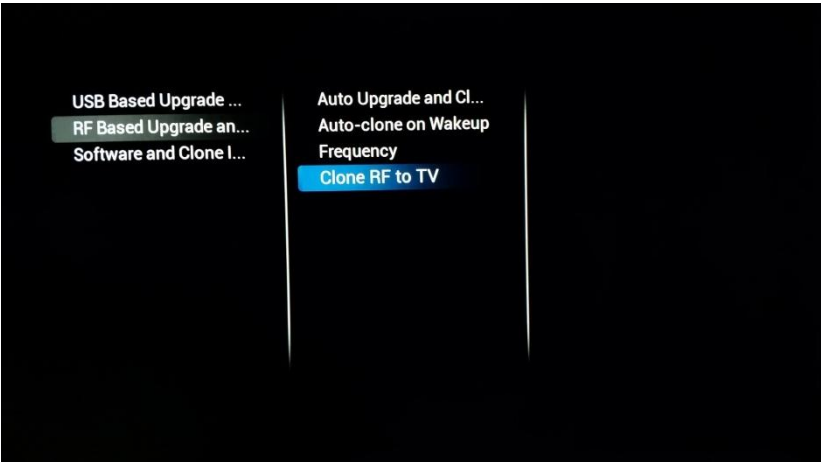 USB Based Upgrade ...
RF Based Upgrade an...
Software and Clone I...
Auto Upgrade and Cl...
Auto-clone on Wakeup
Frequency
Clone RF to TV